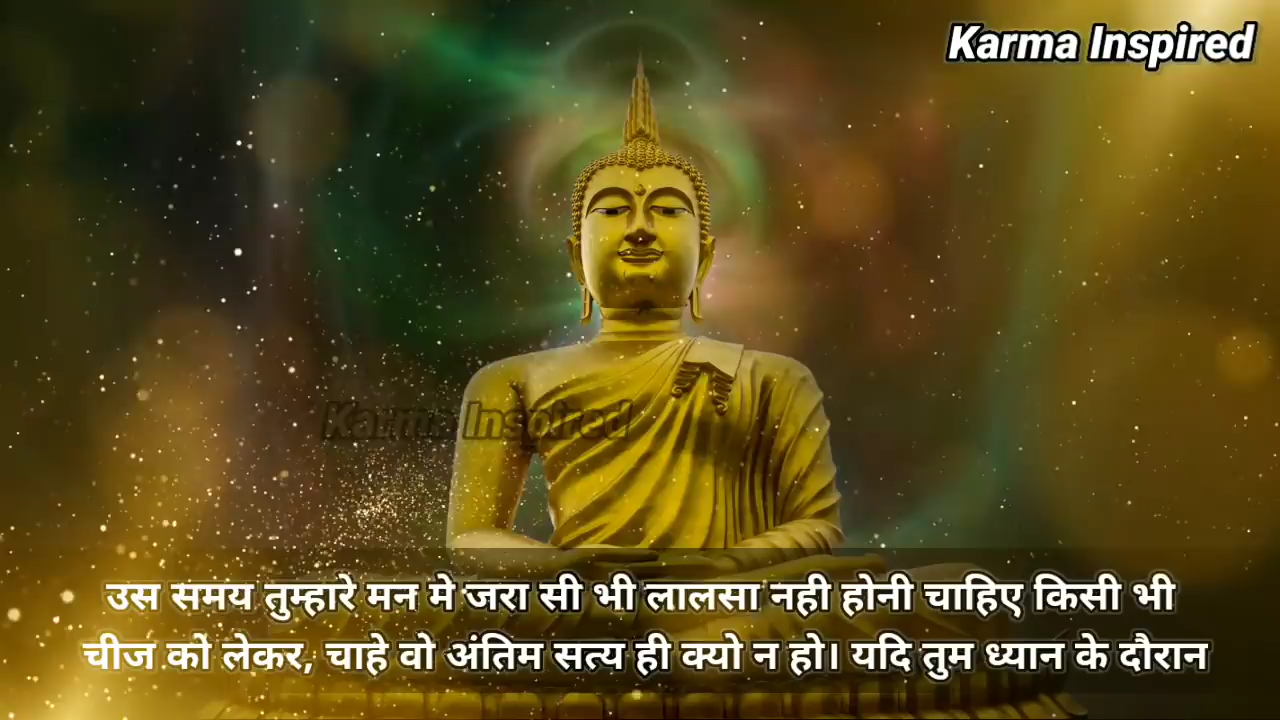 Karma Inspired
Karma Inspired
उस समय तुम्हारे मन मे जरा सी भी लालसा नही होनी चाहिए किसी भी
चीज को लेकर, चाहे वो अंतिम सत्य ही क्यो न हो। यदि तुम ध्यान के दौरान